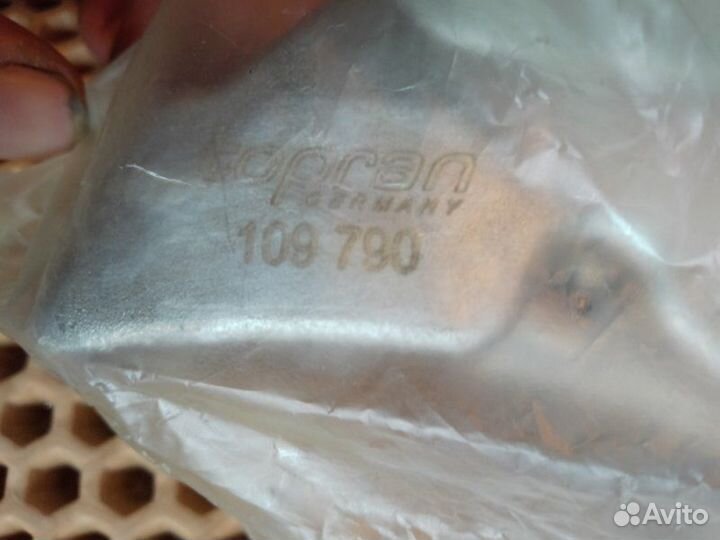 topran
GERMANY
109 790
Avito